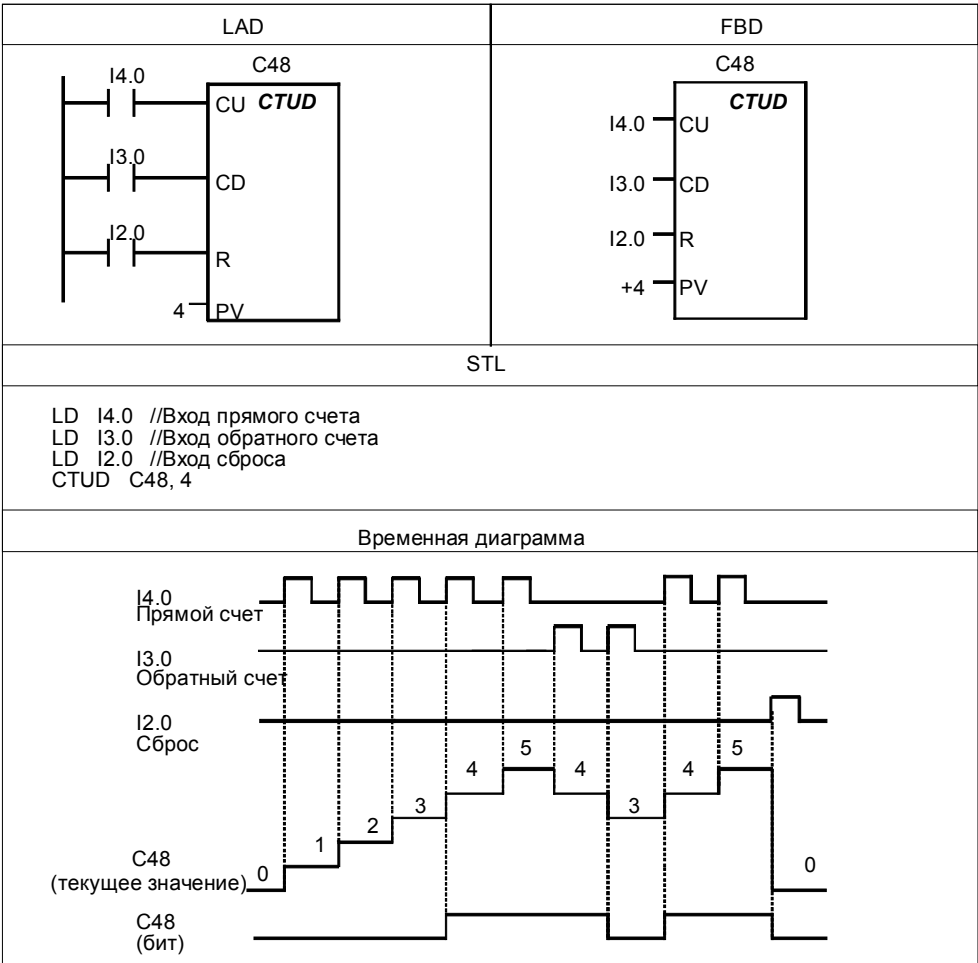 LAD
FBD
C48
I4.0
CU CTUD
I3.0
CD
I2.0
R
4 PV
C48
CTUD
I4.0 CU
I3.0 CD
I2.0 R
+4 PV
STL
LD I4.0 //Вход прямого счета
LD I3.0 //Вход обратного счета
LD I2.0 //Вход сброса
CTUD C48, 4
Временная диаграмма
I4.0
Прямой счет
I3.0
Обратный счет
I2.0
Сброс
0 1 2 3 4 5 4 3 4 5 0
C48
(текущее значение)
C48
(бит)